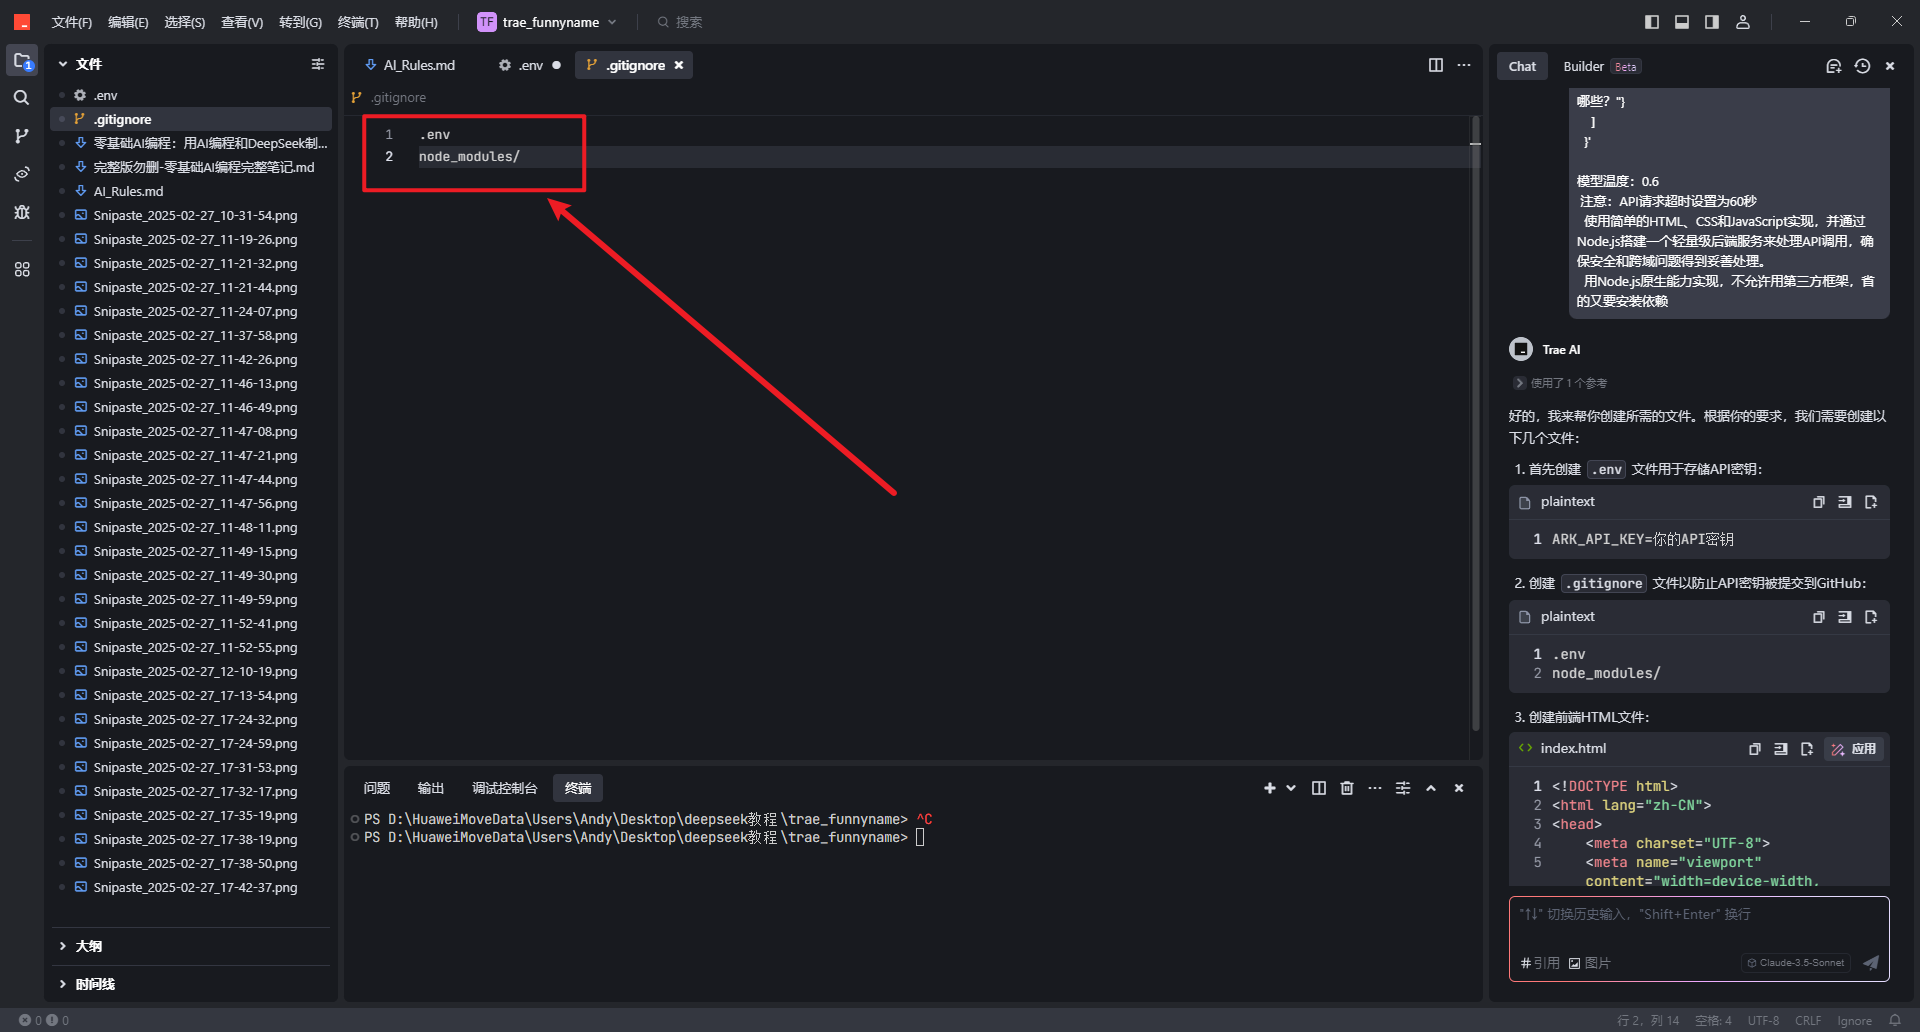 文件(F) 编辑(E) 选择(S) 查看(V) 转到(G) 终端(T) 帮助(H) TF trae_funnyname 搜索
文件
.env
.gitignore
零基础AI编程：用AI编程和DeepSeek制...
完整版勿删-零基础AI编程完整笔记.md
AI_Rules.md
Snipaste_2025-02-27_10-31-54.png
Snipaste_2025-02-27_11-19-26.png
Snipaste_2025-02-27_11-21-32.png
Snipaste_2025-02-27_11-21-44.png
Snipaste_2025-02-27_11-24-07.png
Snipaste_2025-02-27_11-37-58.png
Snipaste_2025-02-27_11-42-26.png
Snipaste_2025-02-27_11-46-13.png
Snipaste_2025-02-27_11-46-49.png
Snipaste_2025-02-27_11-47-08.png
Snipaste_2025-02-27_11-47-21.png
Snipaste_2025-02-27_11-47-44.png
Snipaste_2025-02-27_11-47-56.png
Snipaste_2025-02-27_11-48-11.png
Snipaste_2025-02-27_11-49-15.png
Snipaste_2025-02-27_11-49-30.png
Snipaste_2025-02-27_11-49-59.png
Snipaste_2025-02-27_11-52-41.png
Snipaste_2025-02-27_11-52-55.png
Snipaste_2025-02-27_12-10-19.png
Snipaste_2025-02-27_17-13-54.png
Snipaste_2025-02-27_17-24-32.png
Snipaste_2025-02-27_17-24-59.png
Snipaste_2025-02-27_17-31-53.png
Snipaste_2025-02-27_17-32-17.png
Snipaste_2025-02-27_17-35-19.png
Snipaste_2025-02-27_17-38-19.png
Snipaste_2025-02-27_17-38-50.png
Snipaste_2025-02-27_17-42-37.png
大纲
时间线
AI_Rules.md .env .gitignore
.gitignore
1 .env
2 node_modules/
问题 输出 调试控制台 终端
PS D:\HuaweiMoveData\Users\Andy\Desktop\deepseek教程\trae_funnyname> ^C
PS D:\HuaweiMoveData\Users\Andy\Desktop\deepseek教程\trae_funnyname>
Chat Builder Beta
哪些？"}
]
}'
模型温度：0.6
注意：API请求超时设置为60秒
使用简单的HTML、CSS和JavaScript实现，并通过
Node.js搭建一个轻量级后端服务来处理API调用，确
保安全和跨域问题得到妥善处理。
用Node.js原生能力实现，不允许用第三方框架，省
的又要安装依赖
Trae AI
使用了 1 个参考
好的，我来帮你创建所需的文件。根据你的要求，我们需要创建以
下几个文件：
1. 首先创建 .env 文件用于存储API密钥：
plaintext
1 ARK_API_KEY=你的API密钥
2. 创建 .gitignore 文件以防止API密钥被提交到GitHub：
plaintext
1 .env
2 node_modules/
3. 创建前端HTML文件：
index.html 应用
1 <!DOCTYPE html>
2 <html lang="zh-CN">
3 <head>
4 <meta charset="UTF-8">
5 <meta name="viewport"
content="width=device-width,
"↑↓" 切换历史输入，"Shift+Enter" 换行
#引用 图片 Claude-3.5-Sonnet
0 0 行 2，列 14 空格: 4 UTF-8 CRLF Ignore